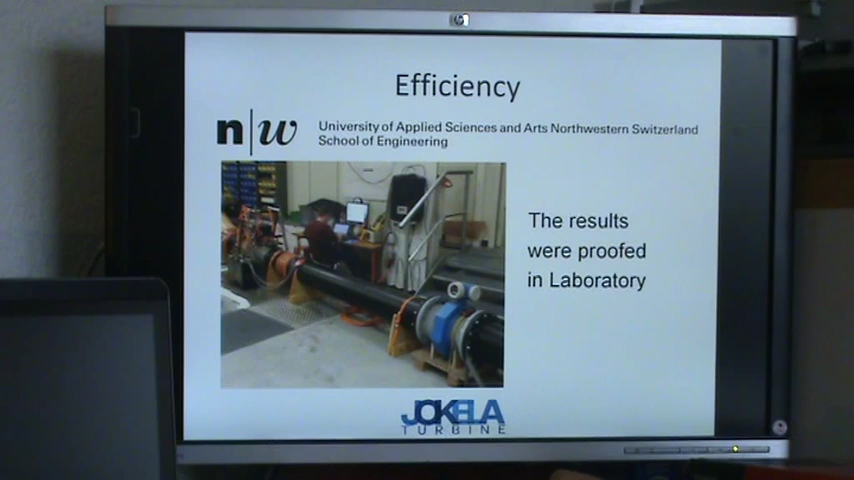 hp
Efficiency
n|w
University of Applied Sciences and Arts Northwestern Switzerland
School of Engineering
The results
were proofed
in Laboratory
JOKELA
TURBINE